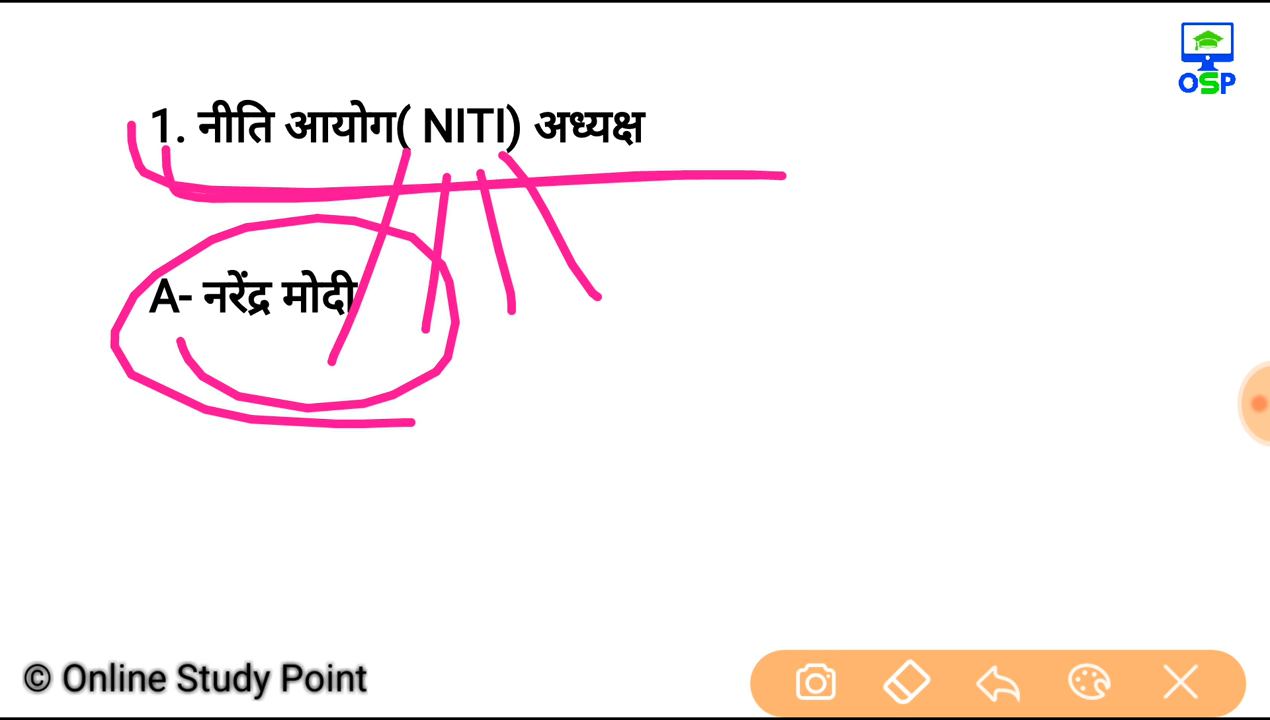 OSP
1. नीति आयोग( NITI) अध्यक्ष
A- नरेंद्र मोदी
© Online Study Point